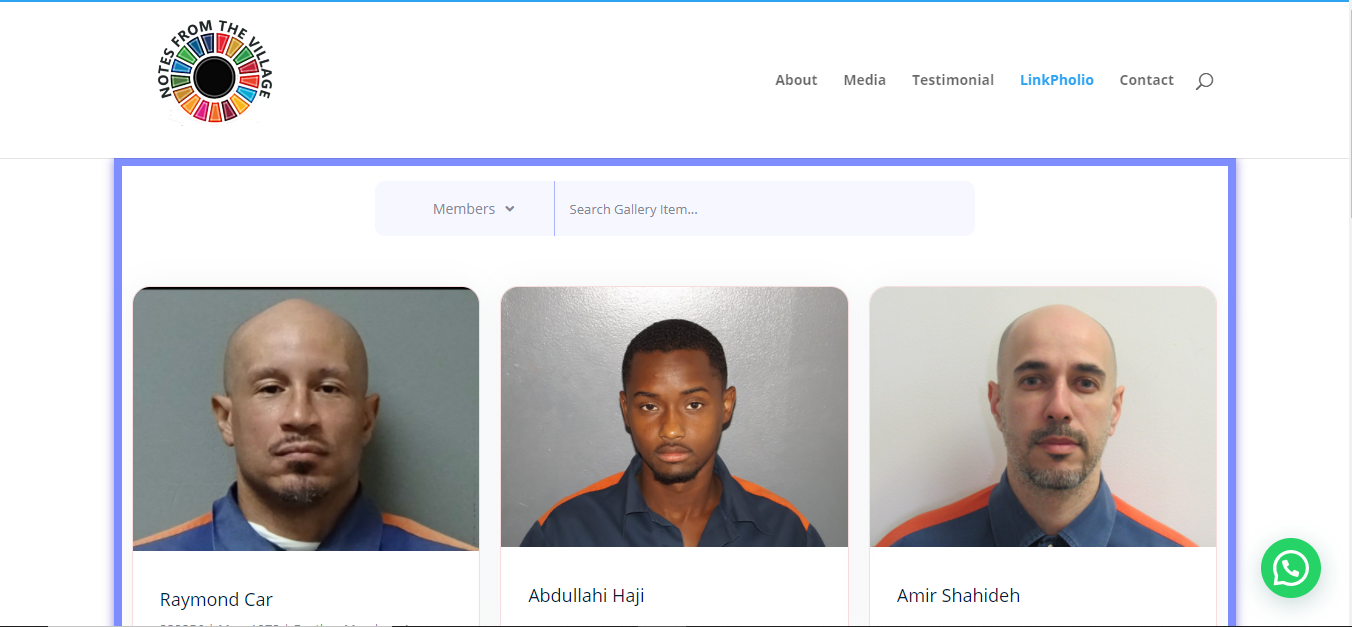 NOTES FROM THE VILLAGE
About Media Testimonial LinkPholio Contact
Members Search Gallery Item...
Raymond Car
Abdullahi Haji
Amir Shahideh